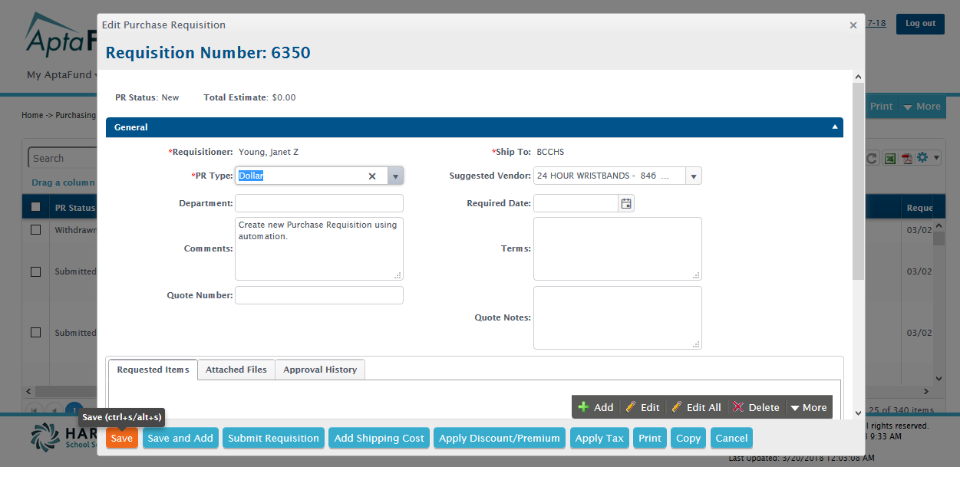 Edit Purchase Requisition
Requisition Number: 6350
7-18
Log out
AptaF
My AptaFund
Home -> Purchasing
Print
More
PR Status: New Total Estimate: $0.00
General
*Requisitioner: Young, Janet Z
*Ship To: BCCHS
*PR Type: Dollar
Suggested Vendor: 24 HOUR WRISTBANDS - 846 ...
Department:
Required Date:
Comments: Create new Purchase Requisition using
automation.
Terms:
Quote Number:
Quote Notes:
Search
Drag a column
PR Status
Withdrawn
Submitted
Submitted
Reque
03/02
03/02
03/02
Requested Items Attached Files Approval History
Add Edit Edit All Delete More
1
25 of 340 items
Save (ctrl+s/alt+s)
Save Save and Add Submit Requisition Add Shipping Cost Apply Discount/Premium Apply Tax Print Copy Cancel
HAR
School S
rights reserved.
9:33 AM
Last Updated: 3/20/2018 12:03:08 AM